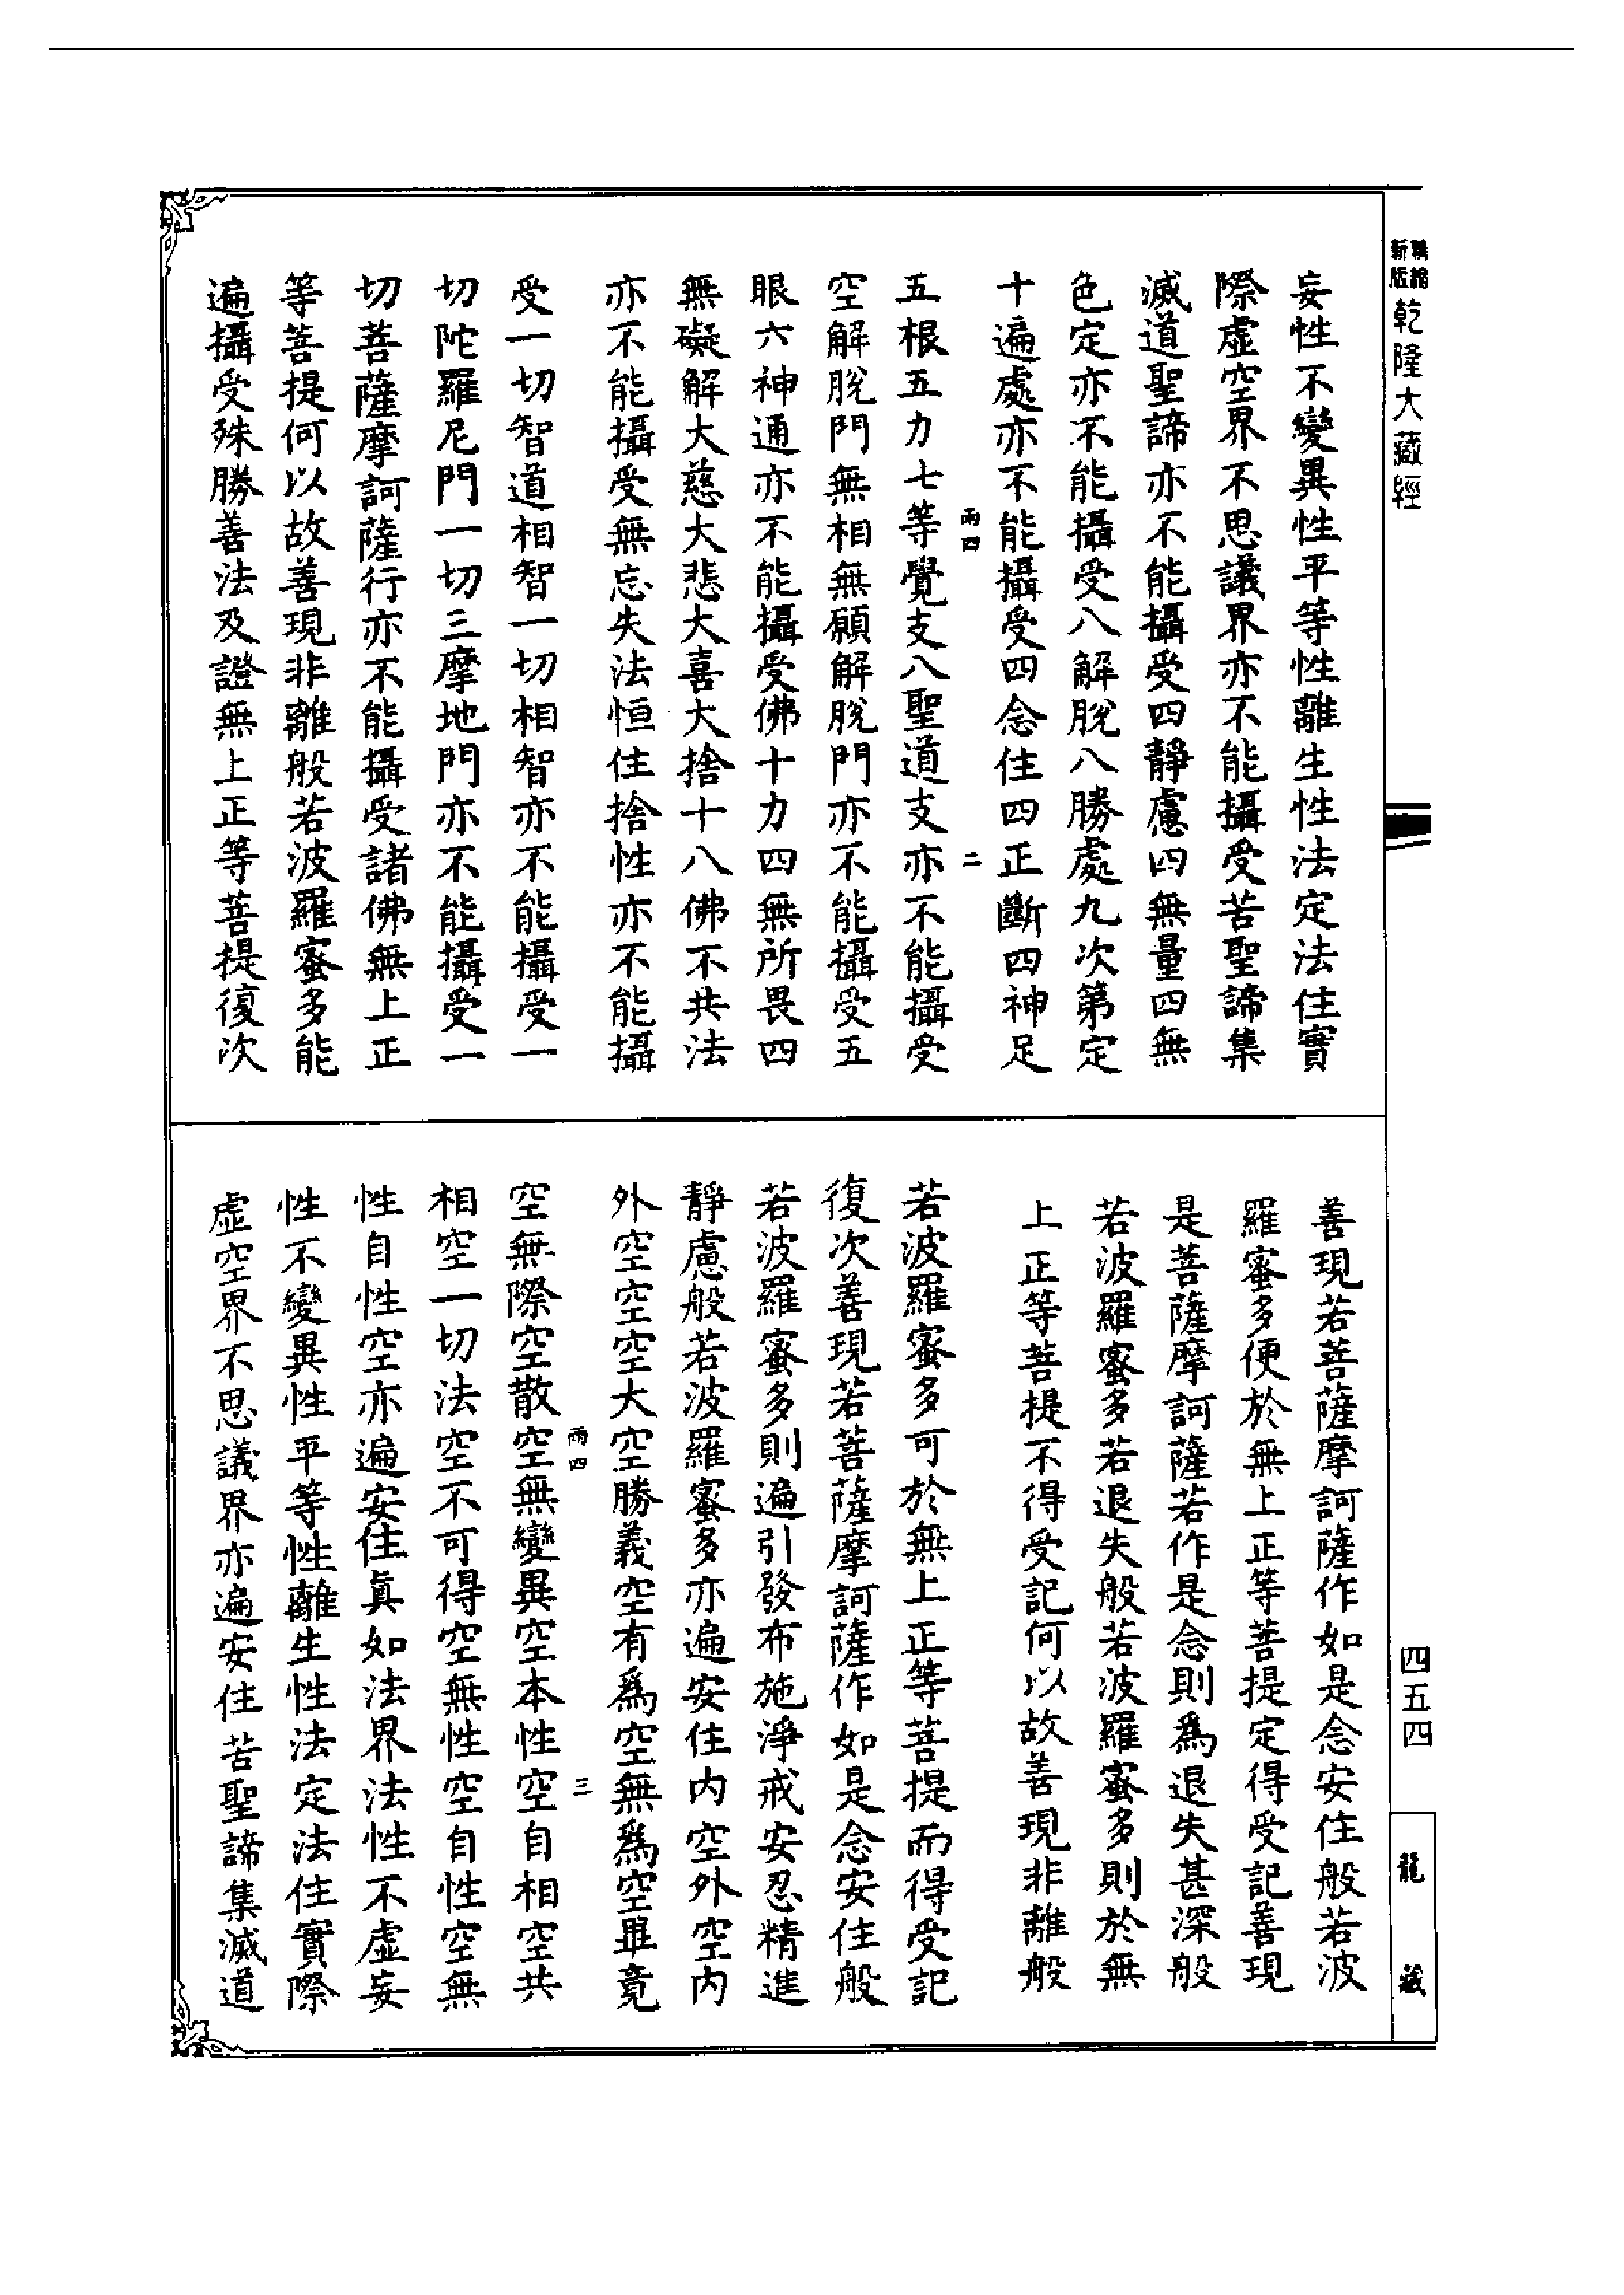 新版
精縮
乾隆大藏經
妄性不變異性平等性離生性法定法住實
際虛空界不思議界亦不能攝受苦聖諦集
滅道聖諦亦不能攝受四靜慮四無量四無
色定亦不能攝受八解脫八勝處九次第定
十遍處亦不能攝受四念住四正斷四神足
雨四
二
五根五力七等覺支八聖道支亦不能攝受
空解脫門無相無願解脫門亦不能攝受五
眼六神通亦不能攝受佛十力四無所畏四
無礙解大慈大悲大喜大捨十八佛不共法
亦不能攝受無忘失法恒住捨性亦不能攝
受一切智道相智一切相智亦不能攝受一
切陀羅尼門一切三摩地門亦不能攝受一
切菩薩摩訶薩行亦不能攝受諸佛無上正
等菩提何以故善現非離般若波羅蜜多能
遍攝受殊勝善法及證無上正等菩提復次
善現若菩薩摩訶薩作如是念安住般若波
羅蜜多便於無上正等菩提定得受記善現
是菩薩摩訶薩若作是念則爲退失甚深般
若波羅蜜多若退失般若波羅蜜多則於無
上正等菩提不得受記何以故善現非離般
若波羅蜜多可於無上正等菩提而得受記
復次善現若菩薩摩訶薩作如是念安住般
若波羅蜜多則遍引發布施淨戒安忍精進
靜慮般若波羅蜜多亦遍安住内空外空内
外空空空大空勝義空有爲空無爲空畢竟
雨四
三
空無際空散空無變異空本性空自相空共
相空一切法空不可得空無性空自性空無
性自性空亦遍安住眞如法界法性不虛妄
性不變異性平等性離生性法定法住實際
虛空界不思議界亦遍安住苦聖諦集滅道
四五四
龍藏